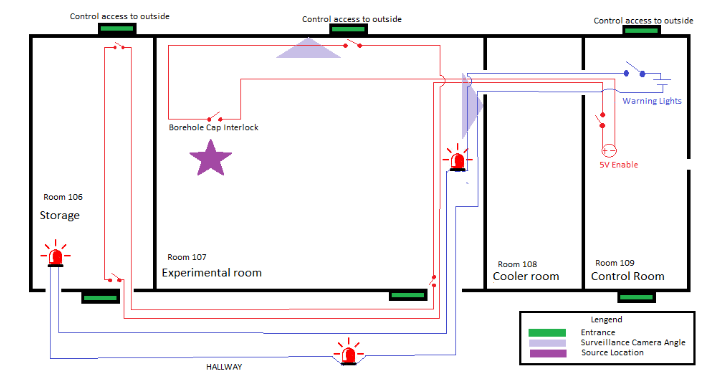 Control access to outside
Control access to outside
Control access to outside
Warning Lights
Borehole Cap Interlock
5V Enable
Room 106
Storage
Room 107
Experimental room
Room 108
Cooler room
Room 109
Control Room
HALLWAY
Legend
Entrance
Surveillance Camera Angle
Source Location